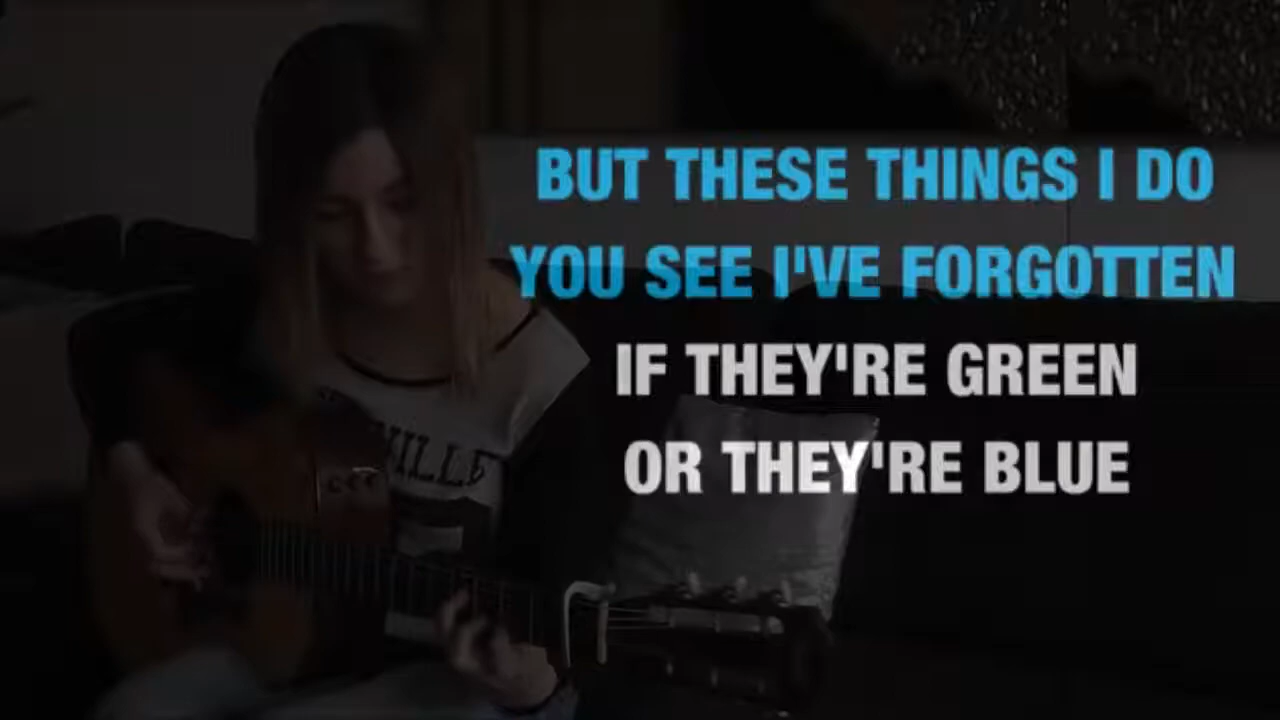 BUT THESE THINGS I DO
YOU SEE I'VE FORGOTTEN
IF THEY'RE GREEN
OR THEY'RE BLUE